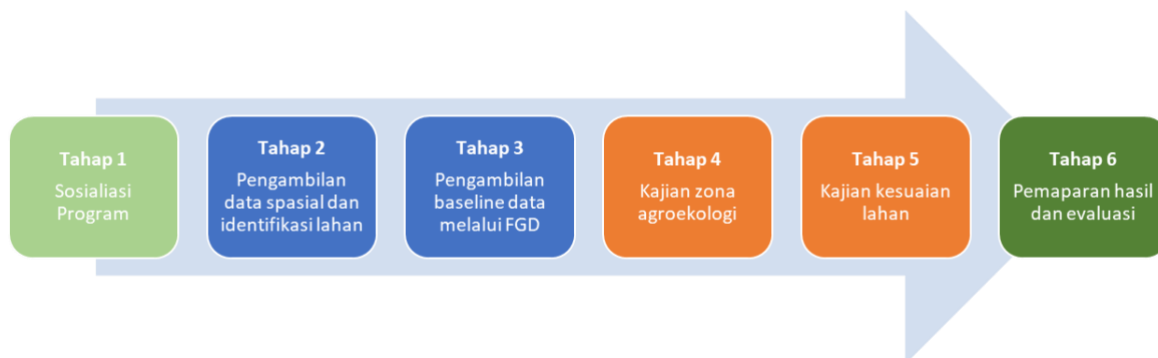 Tahap 1
Sosialiasi
Program
Tahap 2
Pengambilan
data spasial dan
identifikasi lahan
Tahap 3
Pengambilan
baseline data
melalui FGD
Tahap 4
Kajian zona
agroekologi
Tahap 5
Kajian kesuaian
lahan
Tahap 6
Pemaparan hasil
dan evaluasi